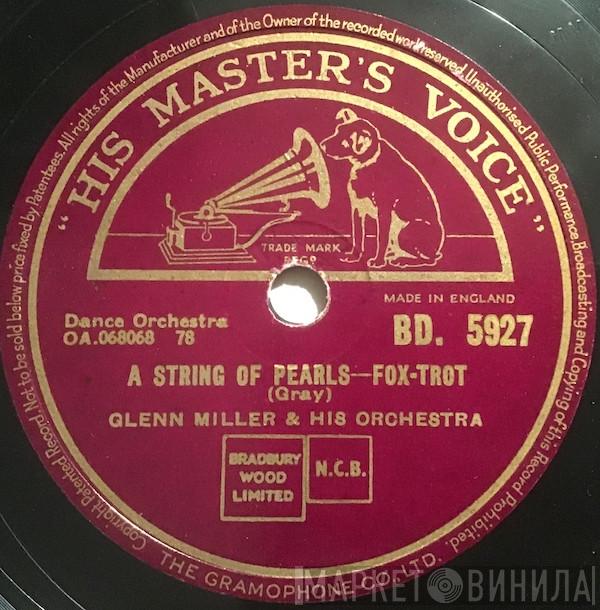 Copyright Patented Record. Not to be sold below price fixed by Patentees. All rights of the Manufacturer and of the Owner of the recorded work reserved. Unauthorised Public Performance, Broadcasting and Copying of this Record Prohibited.
"HIS MASTER'S VOICE"
TRADE MARK
REGD
MADE IN ENGLAND
Dance Orchestra
OA.068068 78
BD. 5927
A STRING OF PEARLS—FOX-TROT
(Gray)
GLENN MILLER & HIS ORCHESTRA
BRADBURY
WOOD
LIMITED
N.C.B.
THE GRAMOPHONE CO., LTD.
МАРКЕТ ВИНИЛА